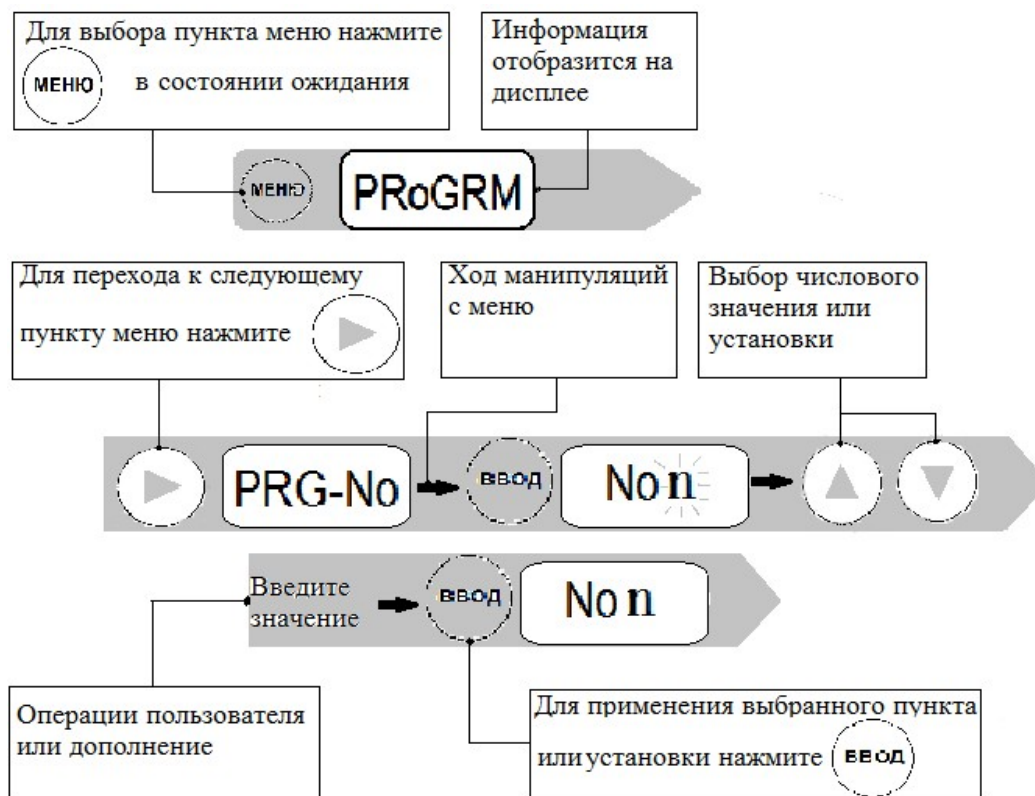 Для выбора пункта меню нажмите
МЕНЮ в состоянии ожидания
Информация
отобразится на
дисплее
МЕНЮ PRoGRM
Для перехода к следующему
пункту меню нажмите
Ход манипуляций
с меню
Выбор числового
значения или
установки
PRG-No ВВОД Non
Введите
значение
ВВОД Non
Операции пользователя
или дополнение
Для применения выбранного пункта
или установки нажмите ВВОД